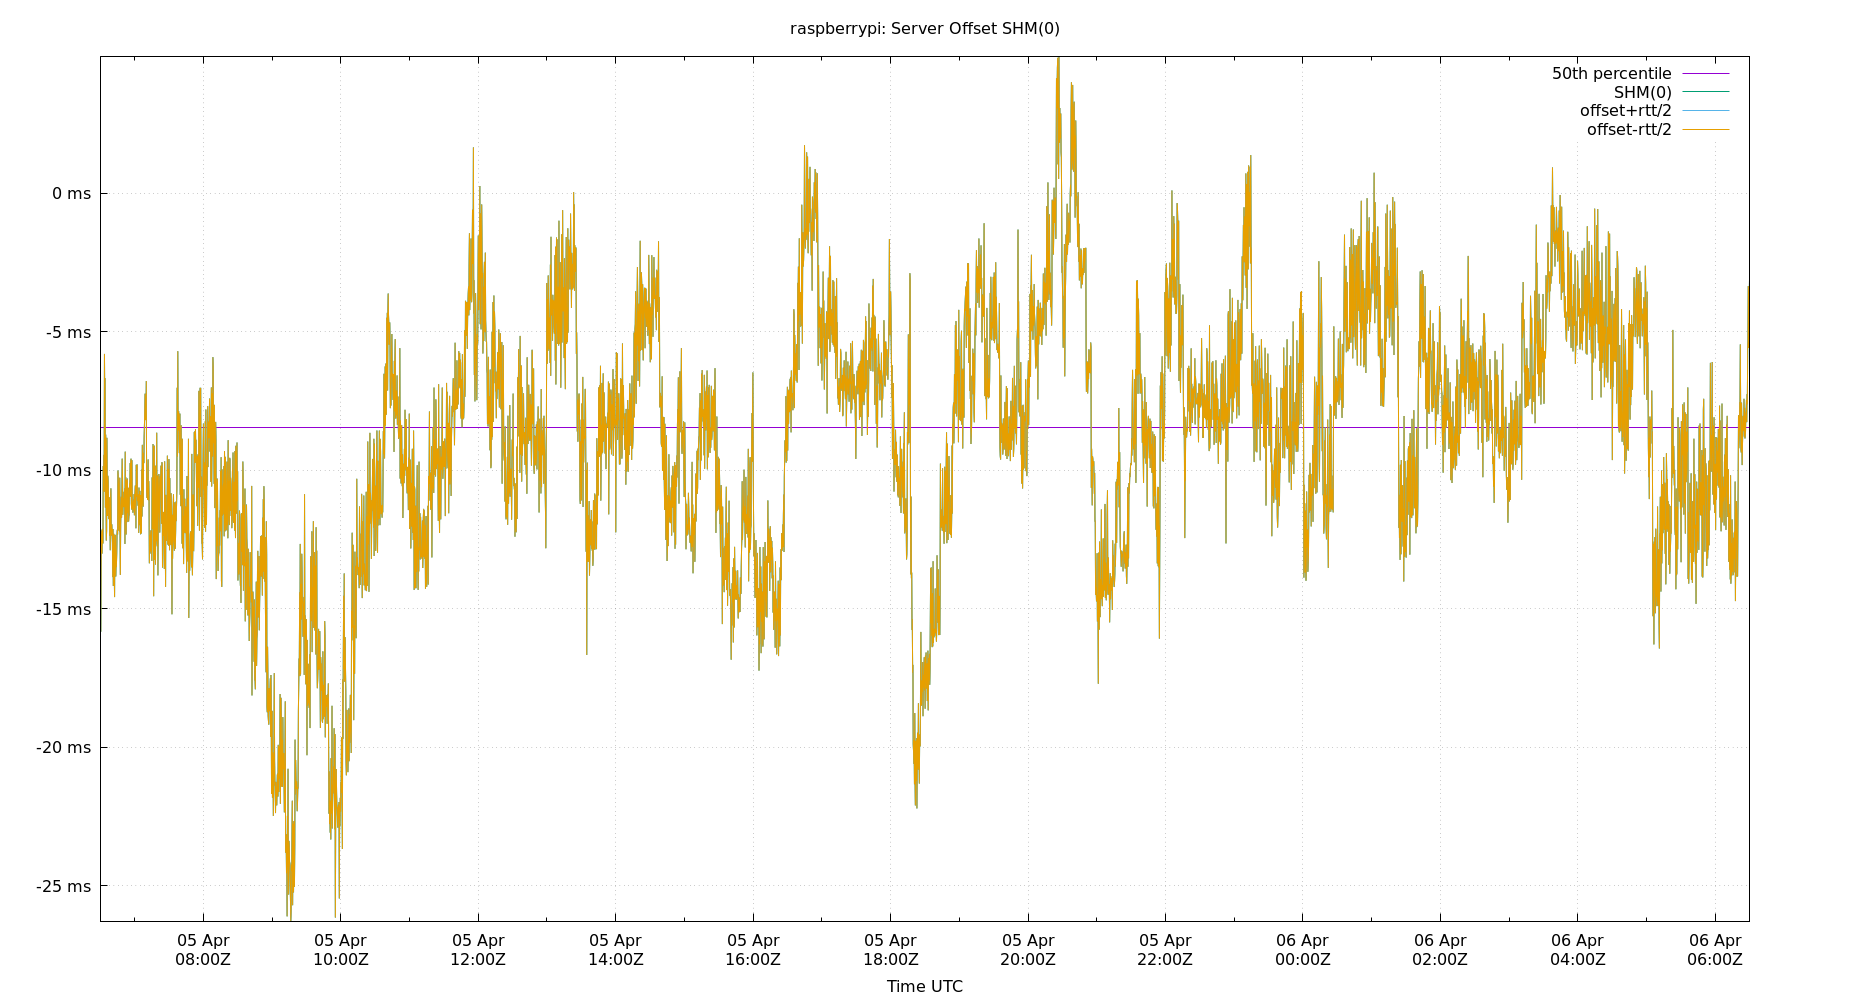 raspberrypi: Server Offset SHM(0)
50th percentile
SHM(0)
offset+rtt/2
offset-rtt/2
0 ms
-5 ms
-10 ms
-15 ms
-20 ms
-25 ms
05 Apr 05 Apr 05 Apr 05 Apr 05 Apr 05 Apr 05 Apr 05 Apr 06 Apr 06 Apr 06 Apr 06 Apr
08:00Z 10:00Z 12:00Z 14:00Z 16:00Z 18:00Z 20:00Z 22:00Z 00:00Z 02:00Z 04:00Z 06:00Z
Time UTC